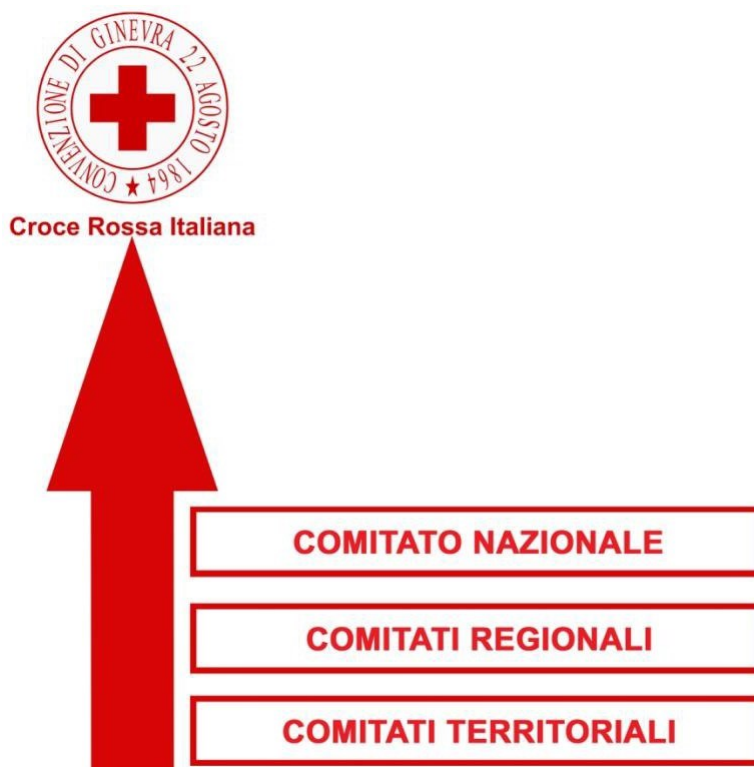 CONVENZIONE DI GINEVRA 22 AGOSTO 1864
Croce Rossa Italiana
COMITATO NAZIONALE
COMITATI REGIONALI
COMITATI TERRITORIALI